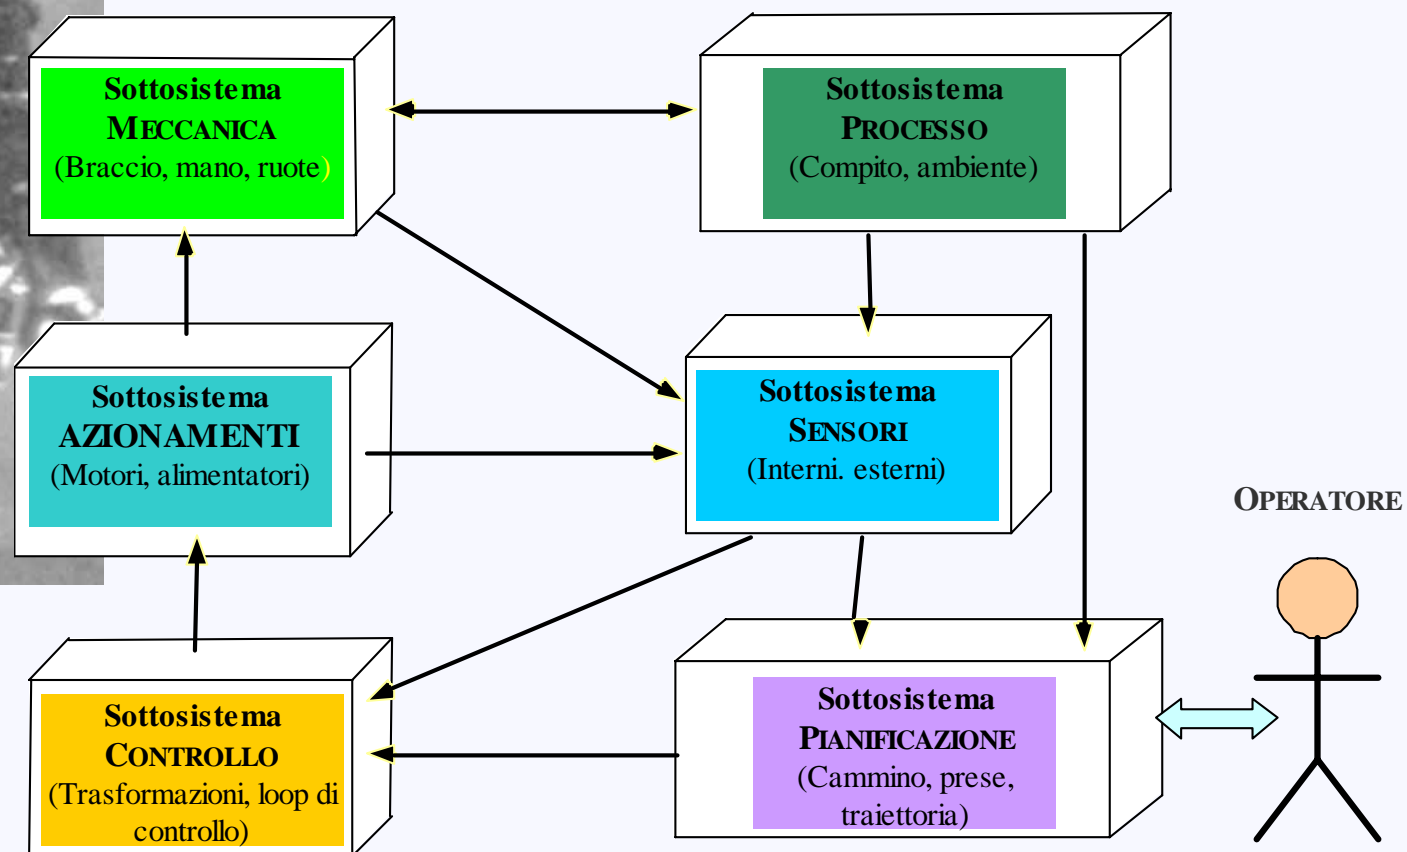 Sottosistema
MECCANICA
(Braccio, mano, ruote)
Sottosistema
PROCESSO
(Compito, ambiente)
Sottosistema
AZIONAMENTI
(Motori, alimentatori)
Sottosistema
SENSORI
(Interni. esterni)
OPERATORE
Sottosistema
CONTROLLO
(Trasformazioni, loop di
controllo)
Sottosistema
PIANIFICAZIONE
(Cammino, prese,
traiettoria)